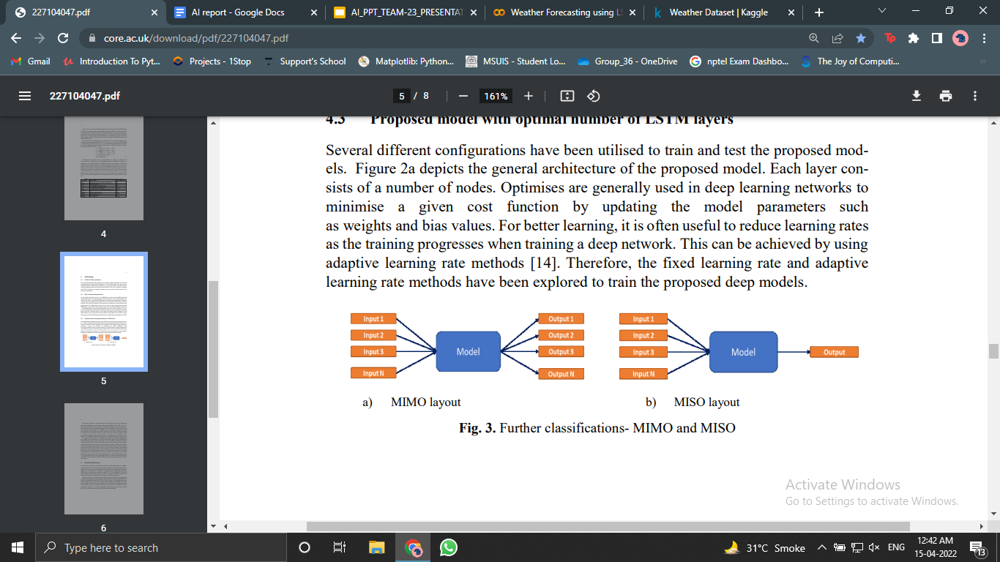 227104047.pdf
AI report - Google Docs
AI_PPT_TEAM-23_PRESENTAT
Weather Forecasting using LS
Weather Dataset | Kaggle
core.ac.uk/download/pdf/227104047.pdf
Gmail
Introduction To Pyt...
Projects - 1Stop
Support's School
Matplotlib: Python...
MSUIS - Student Lo...
Group_36 - OneDrive
nptel Exam Dashbo...
The Joy of Computi...
227104047.pdf
5 / 8
161%
4
5
6
4.3 Proposed model with optimal number of LSTM layers
Several different configurations have been utilised to train and test the proposed mod-
els. Figure 2a depicts the general architecture of the proposed model. Each layer con-
sists of a number of nodes. Optimises are generally used in deep learning networks to
minimise a given cost function by updating the model parameters such
as weights and bias values. For better learning, it is often useful to reduce learning rates
as the training progresses when training a deep network. This can be achieved by using
adaptive learning rate methods [14]. Therefore, the fixed learning rate and adaptive
learning rate methods have been explored to train the proposed deep models.
Input 1
Input 2
Input 3
Input N
Model
Output 1
Output 2
Output 3
Output N
Input 1
Input 2
Input 3
Input N
Model
Output
a) MIMO layout
b) MISO layout
Fig. 3. Further classifications- MIMO and MISO
Activate Windows
Go to Settings to activate Windows.
Type here to search
31°C Smoke
ENG
12:42 AM
15-04-2022
13